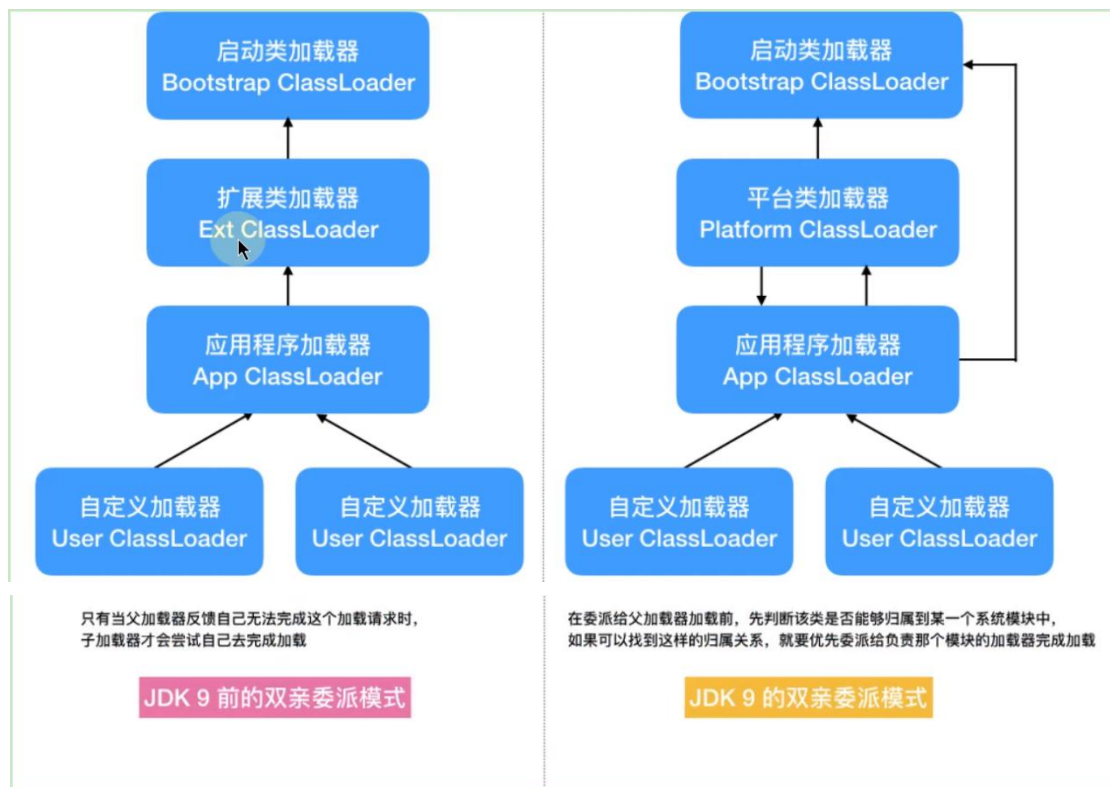 启动类加载器
Bootstrap ClassLoader
扩展类加载器
Ext ClassLoader
应用程序加载器
App ClassLoader
自定义加载器
User ClassLoader
自定义加载器
User ClassLoader
只有当父加载器反馈自己无法完成这个加载请求时，
子加载器才会尝试自己去完成加载
JDK 9 前的双亲委派模式
启动类加载器
Bootstrap ClassLoader
平台类加载器
Platform ClassLoader
应用程序加载器
App ClassLoader
自定义加载器
User ClassLoader
自定义加载器
User ClassLoader
在委派给父加载器加载前，先判断该类是否能够归属到某一个系统模块中，
如果可以找到这样的归属关系，就要优先委派给负责那个模块的加载器完成加载
JDK 9 的双亲委派模式